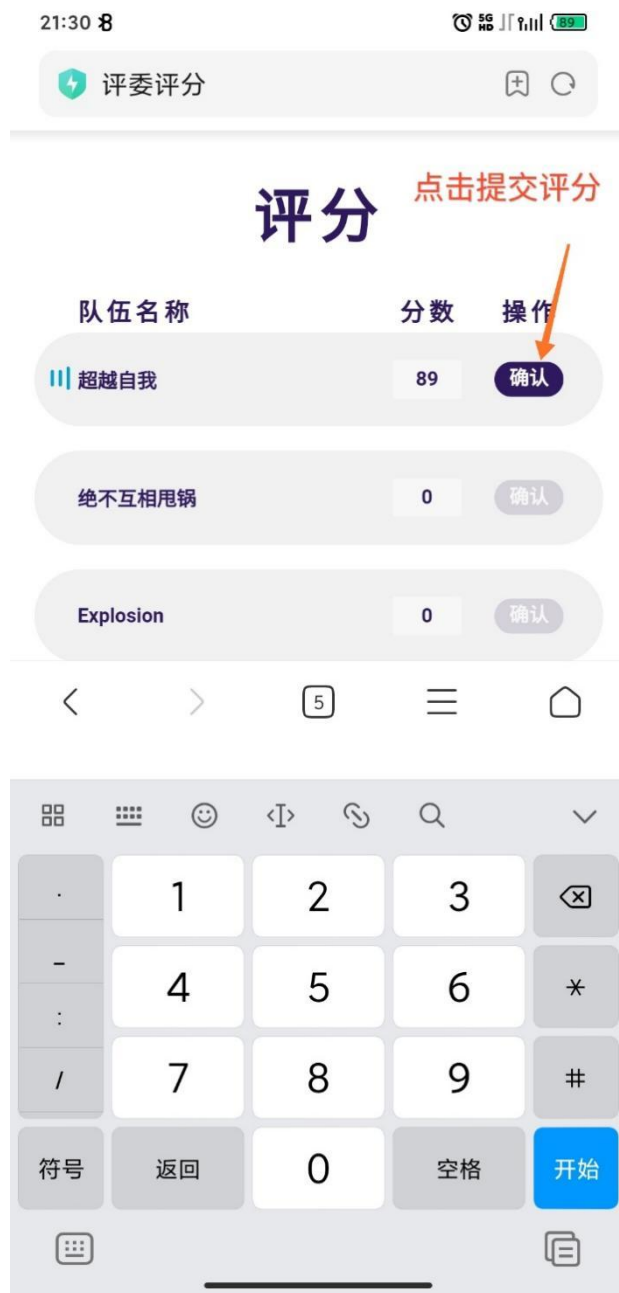 21:30
5G HD
89
评委评分
点击提交评分
评分
队伍名称 分数 操作
超越自我 89 确认
绝不互相甩锅 0 确认
Explosion 0 确认
5
. 1 2 3
- 4 5 6 *
:
/ 7 8 9 #
符号 返回 0 空格 开始